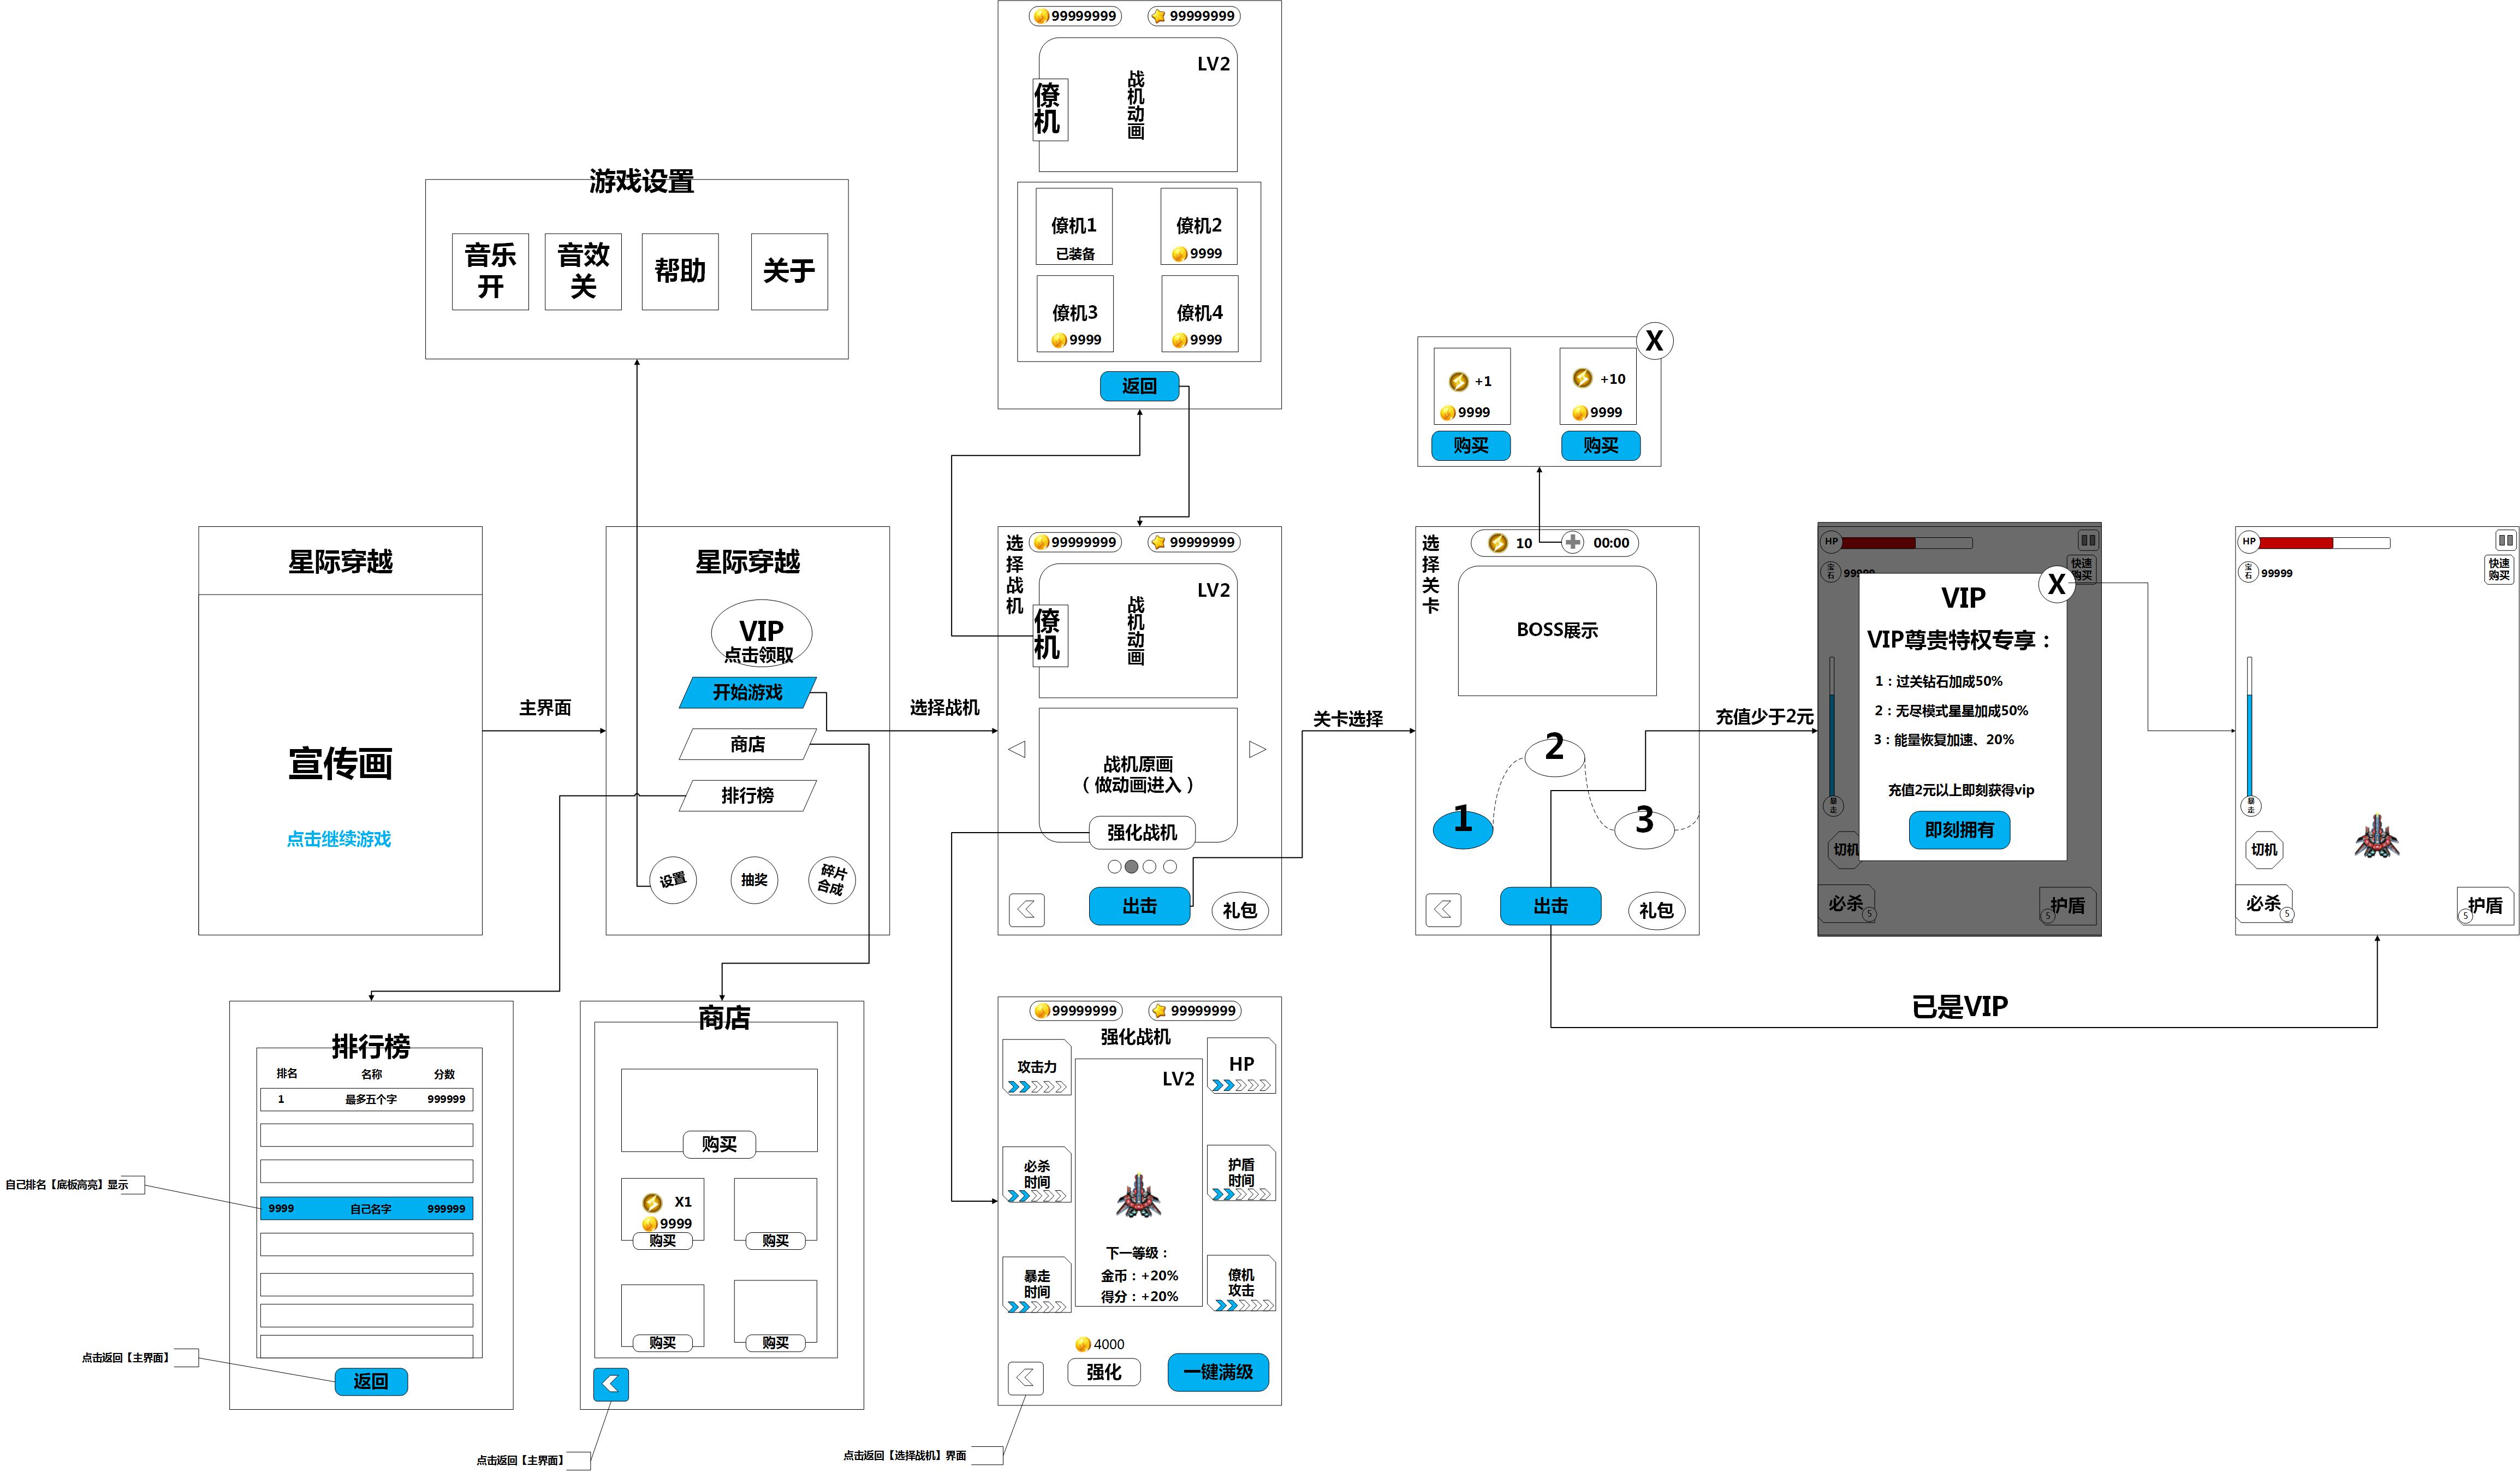 99999999
99999999
LV2
战机动画
僚机
僚机1
已装备
僚机2
9999
僚机3
9999
僚机4
9999
返回
游戏设置
音乐
开
音效
关
帮助
关于
X
+1
9999
购买
+10
9999
购买
星际穿越
宣传画
点击继续游戏
主界面
星际穿越
VIP
点击领取
开始游戏
商店
排行榜
设置
抽奖
碎片
合成
选择战机
选择战机
99999999
99999999
LV2
战机动画
僚机
战机原画
（做动画进入）
强化战机
出击
礼包
关卡选择
选择关卡
10
00:00
BOSS展示
1
2
3
出击
礼包
充值少于2元
HP
宝石
99999
快速
购买
X
VIP
VIP尊贵特权专享：
1：过关钻石加成50%
2：无尽模式星星加成50%
3：能量恢复加速、20%
充值2元以上即刻获得vip
即刻拥有
暴走
切机
必杀
5
5
护盾
HP
宝石
99999
快速
购买
暴走
切机
必杀
5
5
护盾
已是VIP
排行榜
排名 名称 分数
1 最多五个字 999999
9999 自己名字 999999
返回
自己排名【底板高亮】显示
点击返回【主界面】
商店
购买
X1
9999
购买
购买
购买
购买
点击返回【主界面】
99999999
99999999
强化战机
攻击力
HP
LV2
必杀
时间
护盾
时间
暴走
时间
僚机
攻击
下一等级：
金币：+20%
得分：+20%
4000
强化
一键满级
点击返回【选择战机】界面